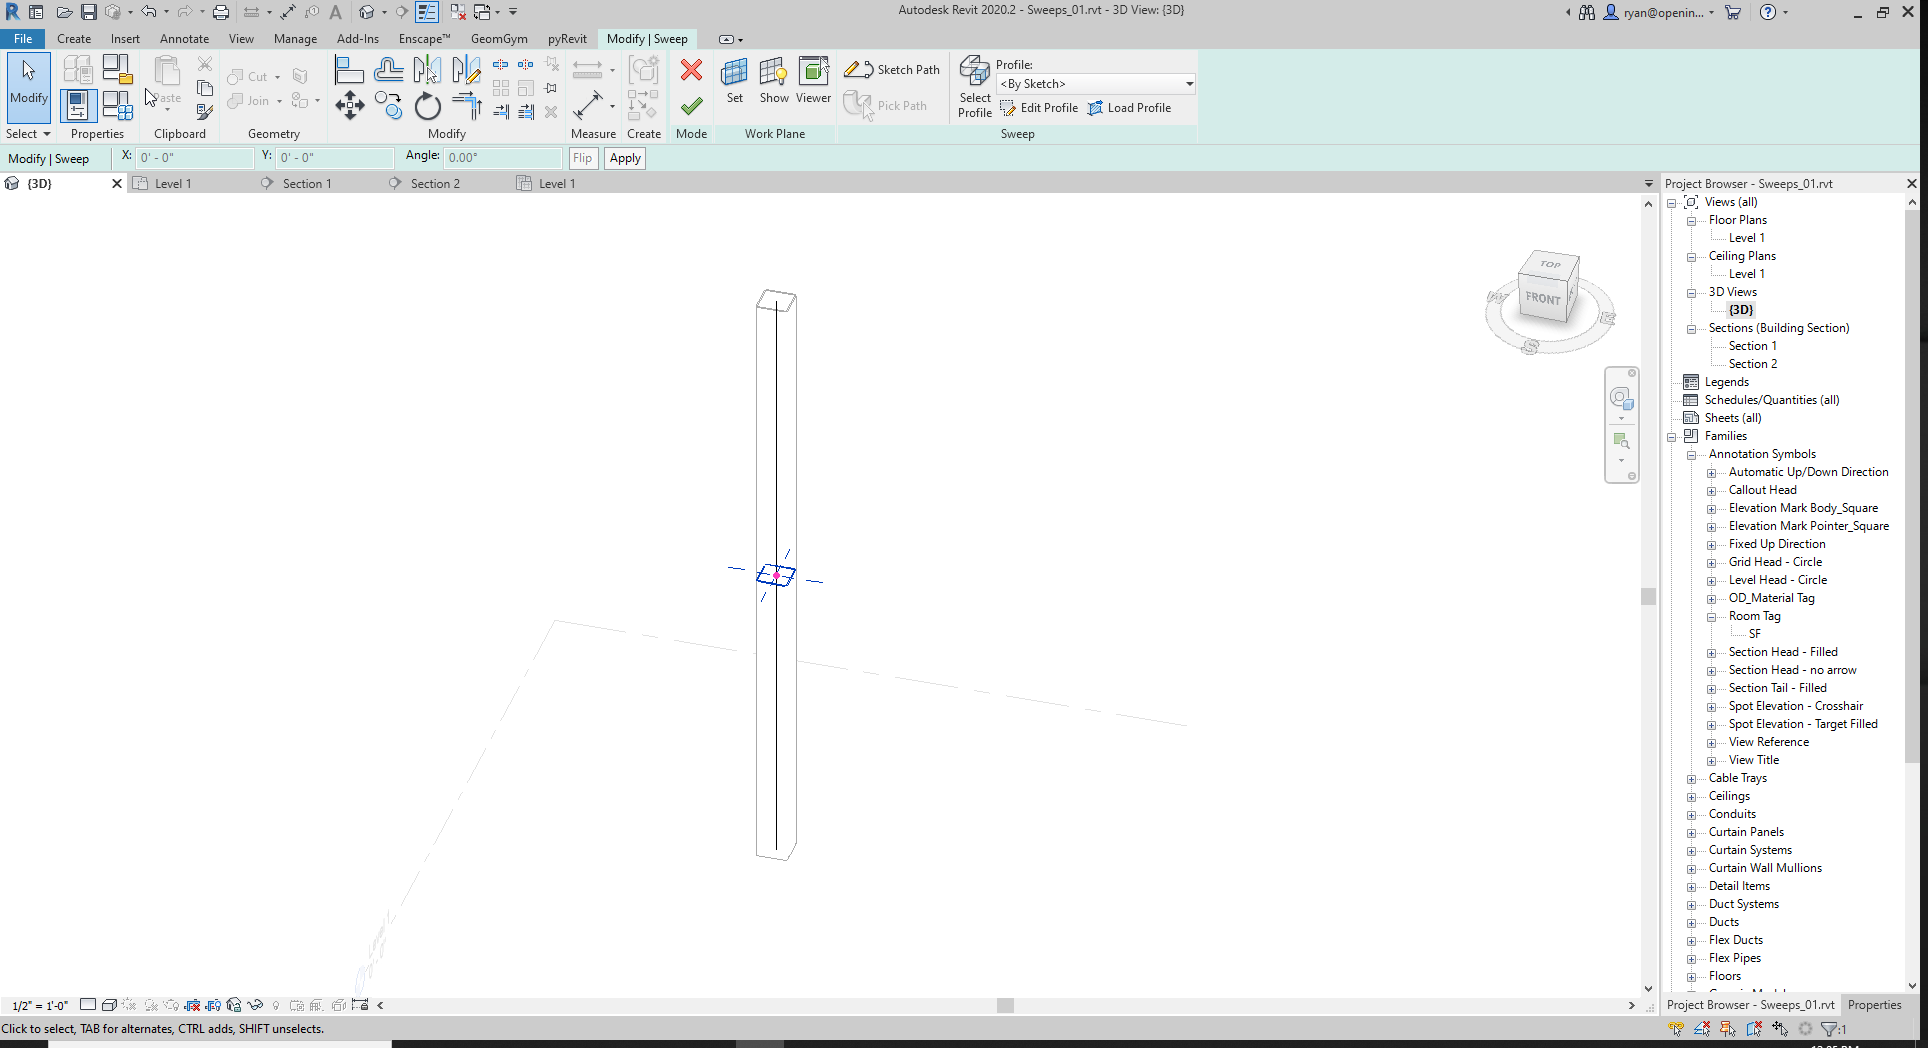 Autodesk Revit 2020.2 - Sweeps_01.rvt - 3D View: {3D}
ryan@openin...
File Create Insert Annotate View Manage Add-Ins Enscape™ GeomGym pyRevit Modify | Sweep
Modify
Paste
Cut
Join
Set
Show
Viewer
Sketch Path
Pick Path
Select
Profile
Profile:
<By Sketch>
Edit Profile
Load Profile
Select Properties Clipboard Geometry Modify Measure Create Mode Work Plane Sweep
Modify | Sweep X: 0' - 0" Y: 0' - 0" Angle: 0.00° Flip Apply
{3D} Level 1 Section 1 Section 2 Level 1
TOP
FRONT
W
S
E
Project Browser - Sweeps_01.rvt
Views (all)
Floor Plans
Level 1
Ceiling Plans
Level 1
3D Views
{3D}
Sections (Building Section)
Section 1
Section 2
Legends
Schedules/Quantities (all)
Sheets (all)
Families
Annotation Symbols
Automatic Up/Down Direction
Callout Head
Elevation Mark Body_Square
Elevation Mark Pointer_Square
Fixed Up Direction
Grid Head - Circle
Level Head - Circle
OD_Material Tag
Room Tag
SF
Section Head - Filled
Section Head - no arrow
Section Tail - Filled
Spot Elevation - Crosshair
Spot Elevation - Target Filled
View Reference
View Title
Cable Trays
Ceilings
Conduits
Curtain Panels
Curtain Systems
Curtain Wall Mullions
Detail Items
Duct Systems
Ducts
Flex Ducts
Flex Pipes
Floors
1/2" = 1'-0"
Project Browser - Sweeps_01.rvt Properties
Click to select, TAB for alternates, CTRL adds, SHIFT unselects.
:1